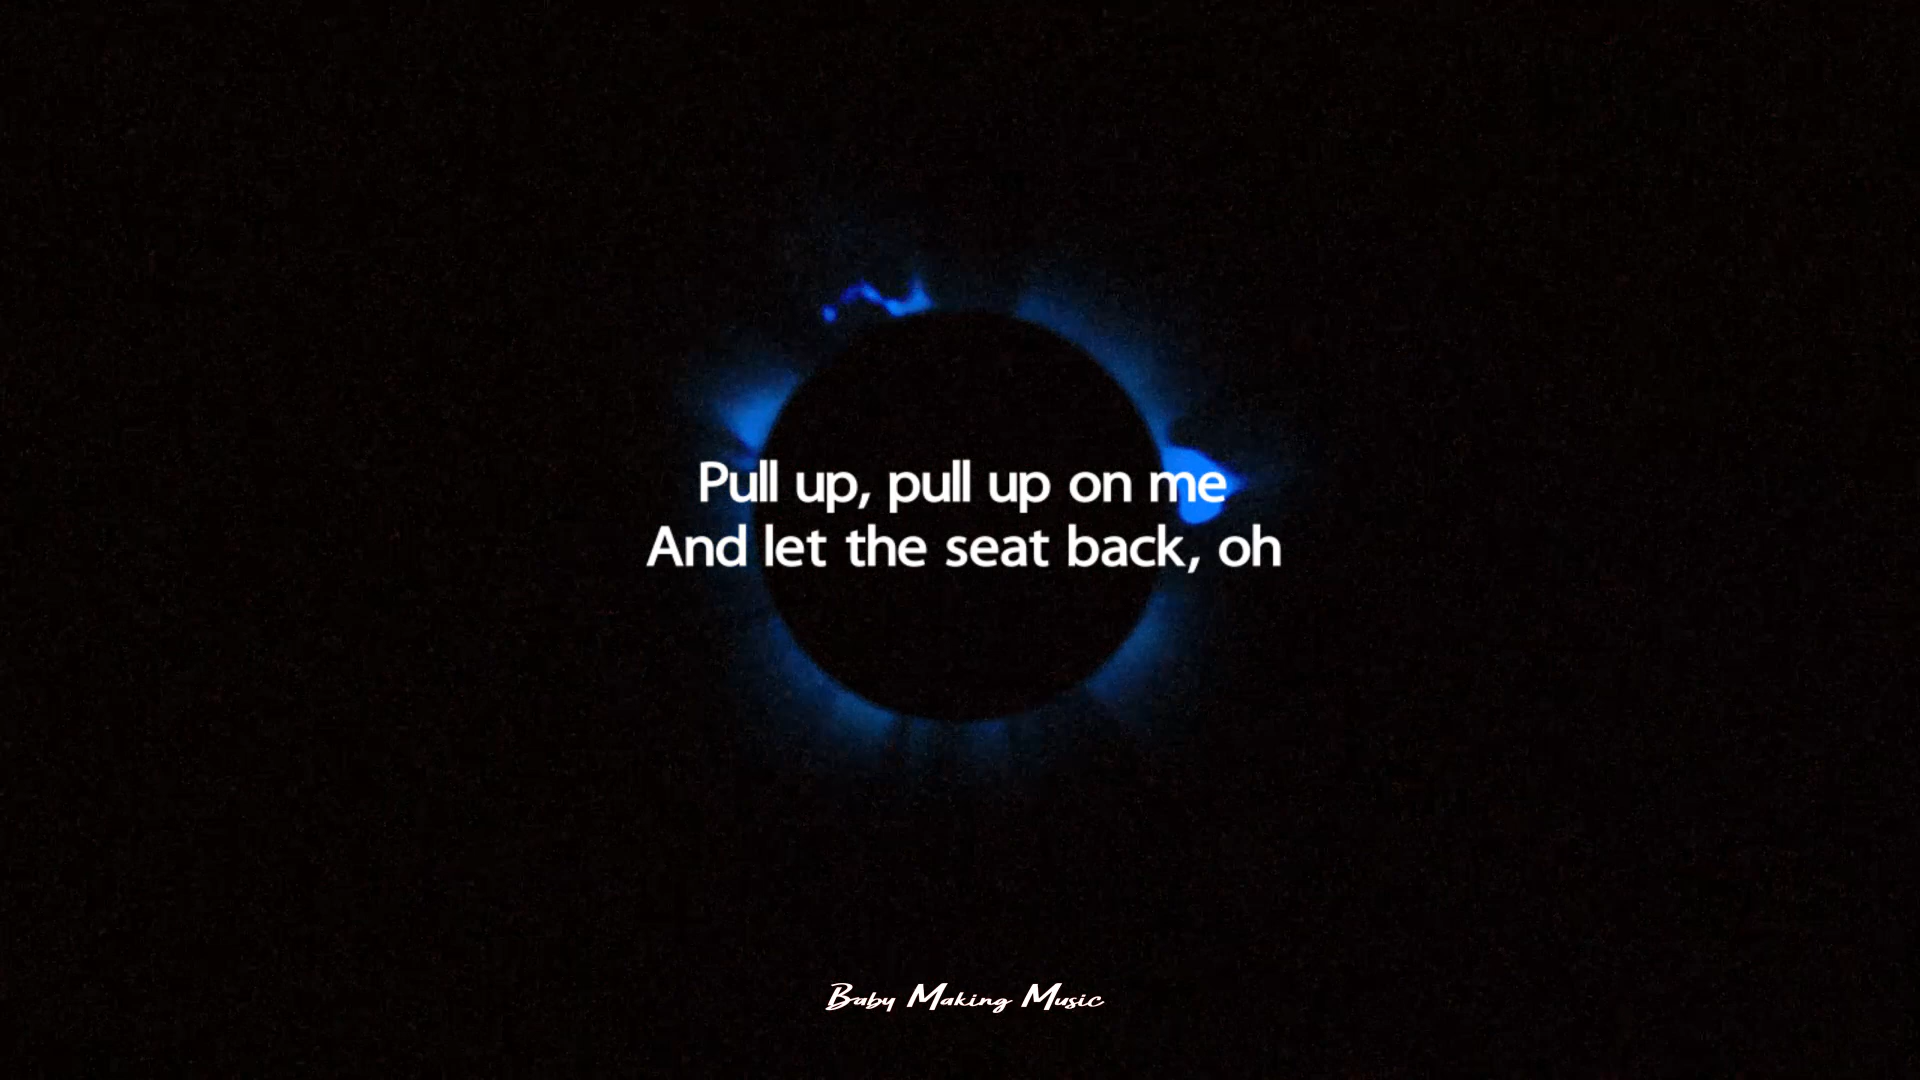 Pull up, pull up on me
And let the seat back, oh
Baby Making Music